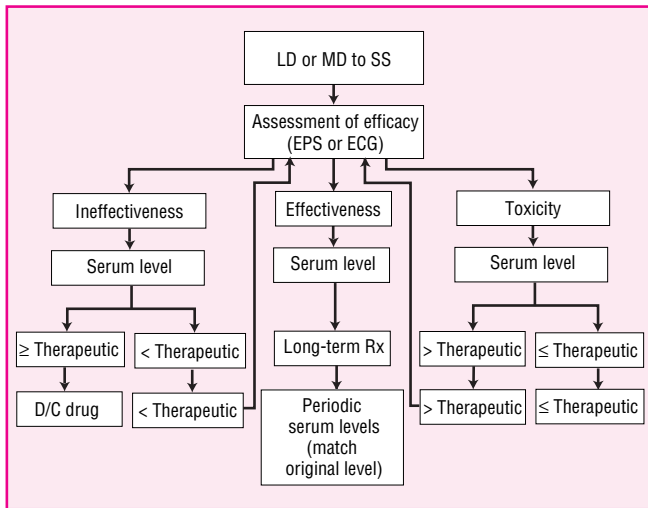 LD or MD to SS
Assessment of efficacy
(EPS or ECG)
Ineffectiveness
Effectiveness
Toxicity
Serum level
Serum level
Serum level
≥ Therapeutic
< Therapeutic
Long-term Rx
> Therapeutic
≤ Therapeutic
D/C drug
< Therapeutic
Periodic
serum levels
(match
original level)
> Therapeutic
≤ Therapeutic